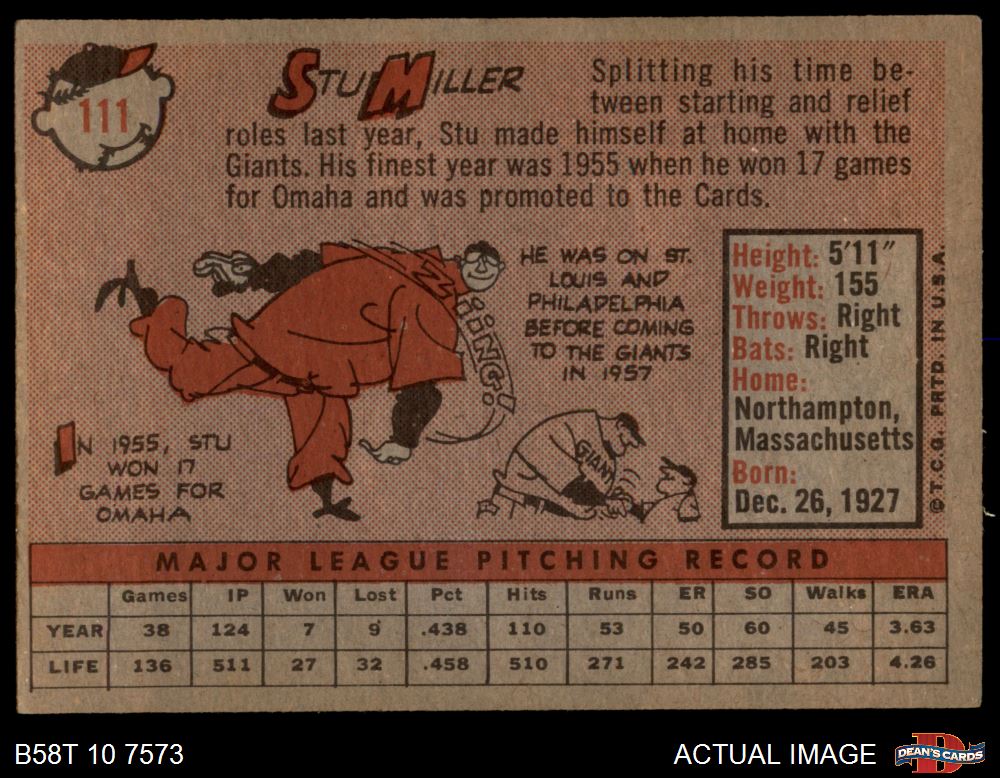 111
STU MILLER
Splitting his time be-
tween starting and relief
roles last year, Stu made himself at home with the
Giants. His finest year was 1955 when he won 17 games
for Omaha and was promoted to the Cards.
HE WAS ON ST.
LOUIS AND
PHILADELPHIA
BEFORE COMING
TO THE GIANTS
IN 1957
ZING!
IN 1955, STU
WON 17
GAMES FOR
OMAHA
GIANT
Height: 5'11"
Weight: 155
Throws: Right
Bats: Right
Home:
Northampton,
Massachusetts
Born:
Dec. 26, 1927
© T.C.G. PRTD. IN U.S.A.
MAJOR LEAGUE PITCHING RECORD
Games IP Won Lost Pct Hits Runs ER SO Walks ERA
YEAR 38 124 7 9 .438 110 53 50 60 45 3.63
LIFE 136 511 27 32 .458 510 271 242 285 203 4.26
B58T 10 7573
ACTUAL IMAGE
DEAN'S CARDS